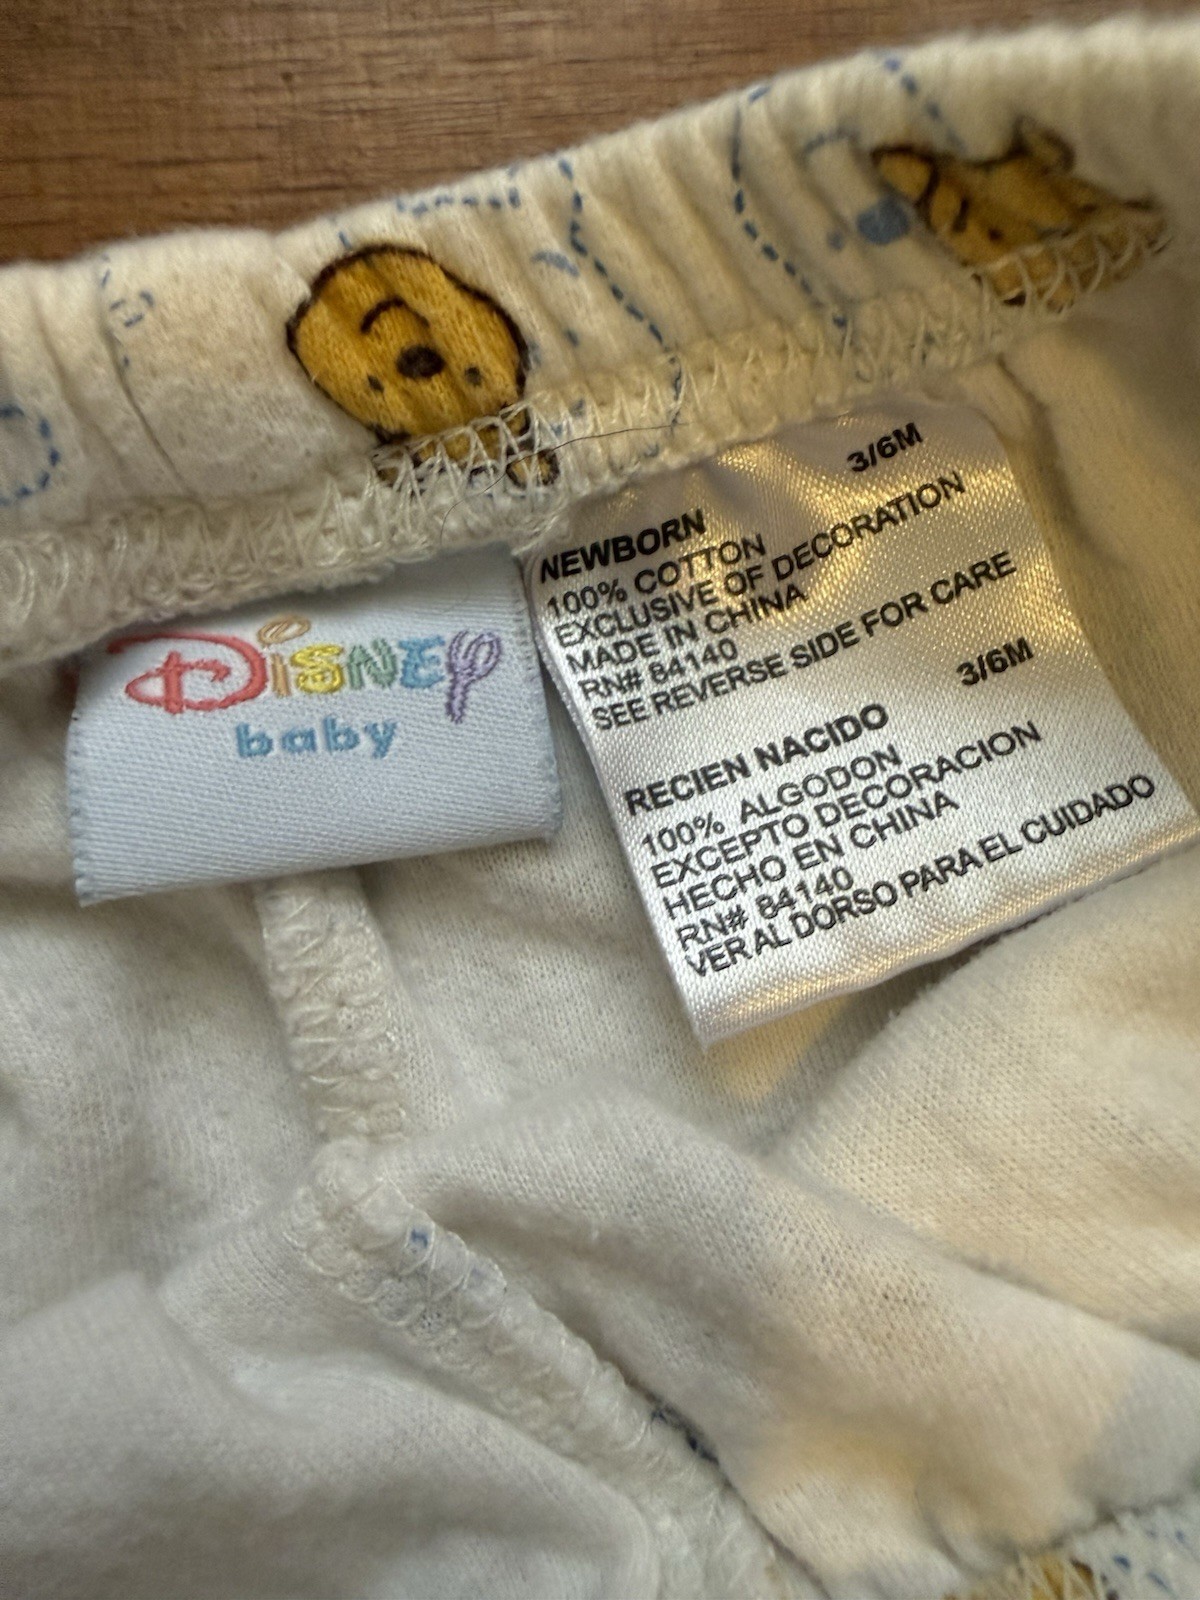 Disney
baby
3/6M
NEWBORN
100% COTTON
EXCLUSIVE OF DECORATION
MADE IN CHINA
RN# 84140
SEE REVERSE SIDE FOR CARE
3/6M
RECIEN NACIDO
100% ALGODON
EXCEPTO DECORACION
HECHO EN CHINA
RN# 84140
VER AL DORSO PARA EL CUIDADO